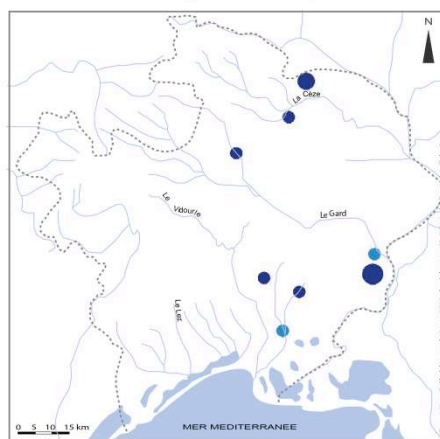 N
La Cèze
Le Vidourle
Le Gard
Le Lez
0 5 10 15 km
MER MEDITERRANEE